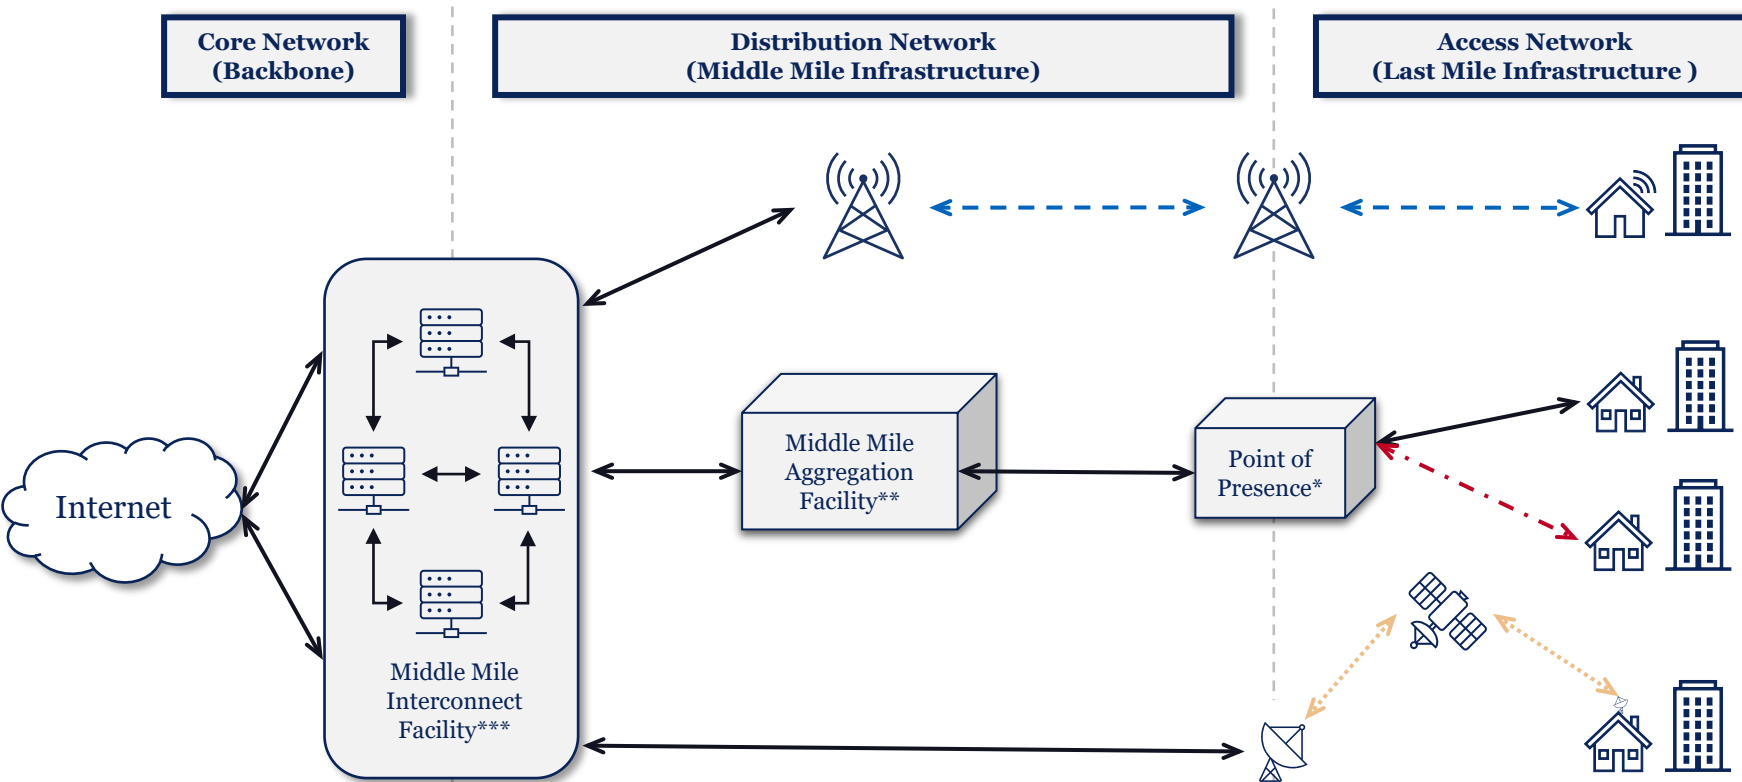 Core Network
(Backbone)
Distribution Network
(Middle Mile Infrastructure)
Access Network
(Last Mile Infrastructure )
Internet
Middle Mile
Interconnect
Facility***
Middle Mile
Aggregation
Facility**
Point of
Presence*